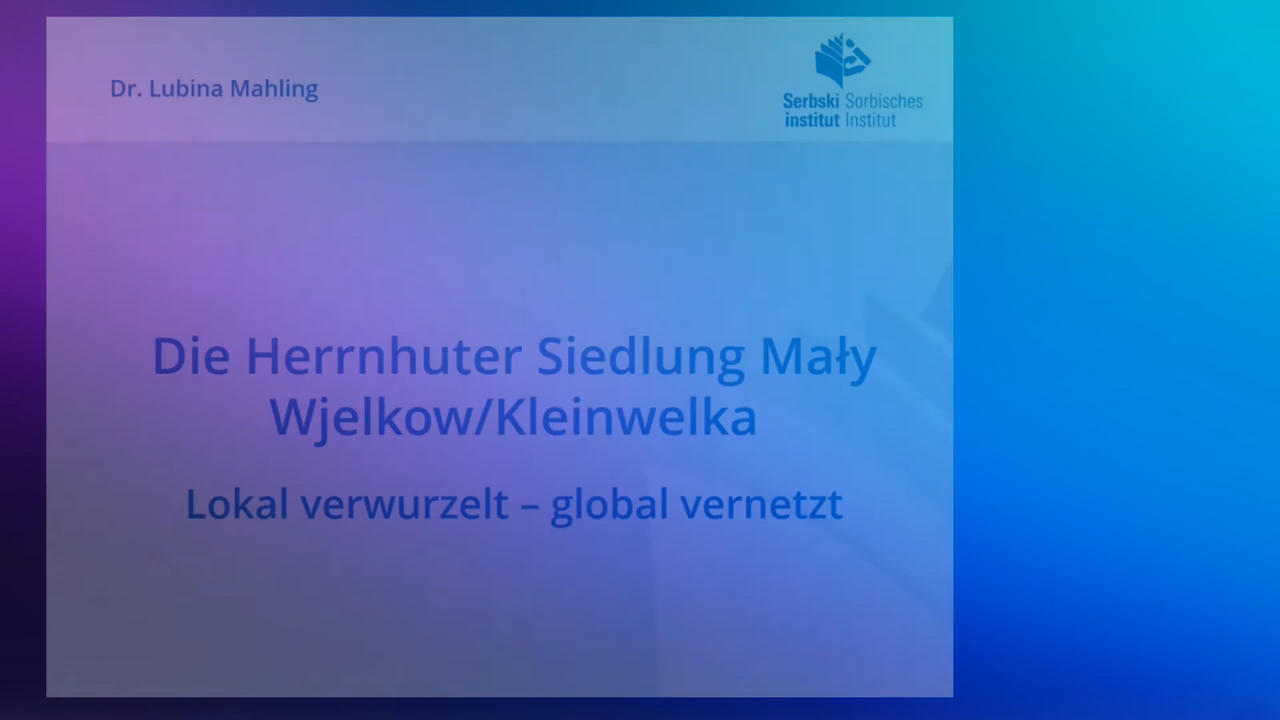 Dr. Lubina Mahling
Serbski Sorbisches
institut Institut
Die Herrnhuter Siedlung Mały
Wjelkow/Kleinwelka
Lokal verwurzelt – global vernetzt